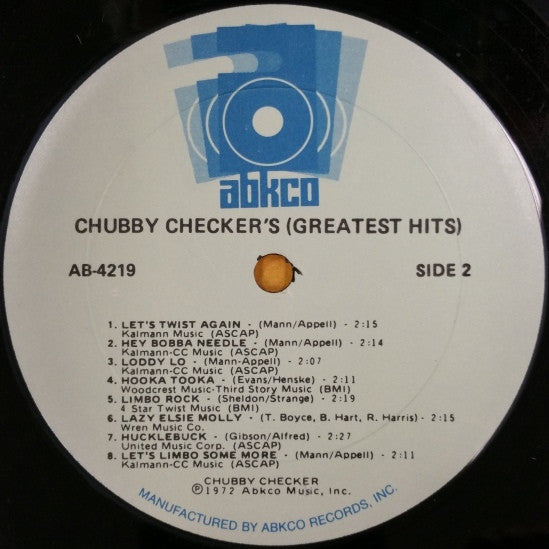 abkco
CHUBBY CHECKER'S (GREATEST HITS)
AB-4219
SIDE 2
1. LET'S TWIST AGAIN - (Mann/Appell) - 2:15
Kalmann Music (ASCAP)
2. HEY BOBBA NEEDLE - (Mann/Appell) - 2:14
Kalmann-CC Music (ASCAP)
3. LODDY LO - (Mann-Appell) - 2:07
Kalmann-CC Music (ASCAP)
4. HOOKA TOOKA - (Evans/Henske) - 2:11
Woodcrest Music-Third Story Music (BMI)
5. LIMBO ROCK - (Sheldon/Strange) - 2:19
4 Star Twist Music (BMI)
6. LAZY ELSIE MOLLY - (T. Boyce, B. Hart, R. Harris) - 2:15
Wren Music Co.
7. HUCKLEBUCK - (Gibson/Alfred) - 2:27
United Music Corp. (ASCAP)
8. LET'S LIMBO SOME MORE - (Mann/Appell) - 2:11
Kalmann-CC Music (ASCAP)
CHUBBY CHECKER
℗1972 Abkco Music, Inc.
MANUFACTURED BY ABKCO RECORDS, INC.